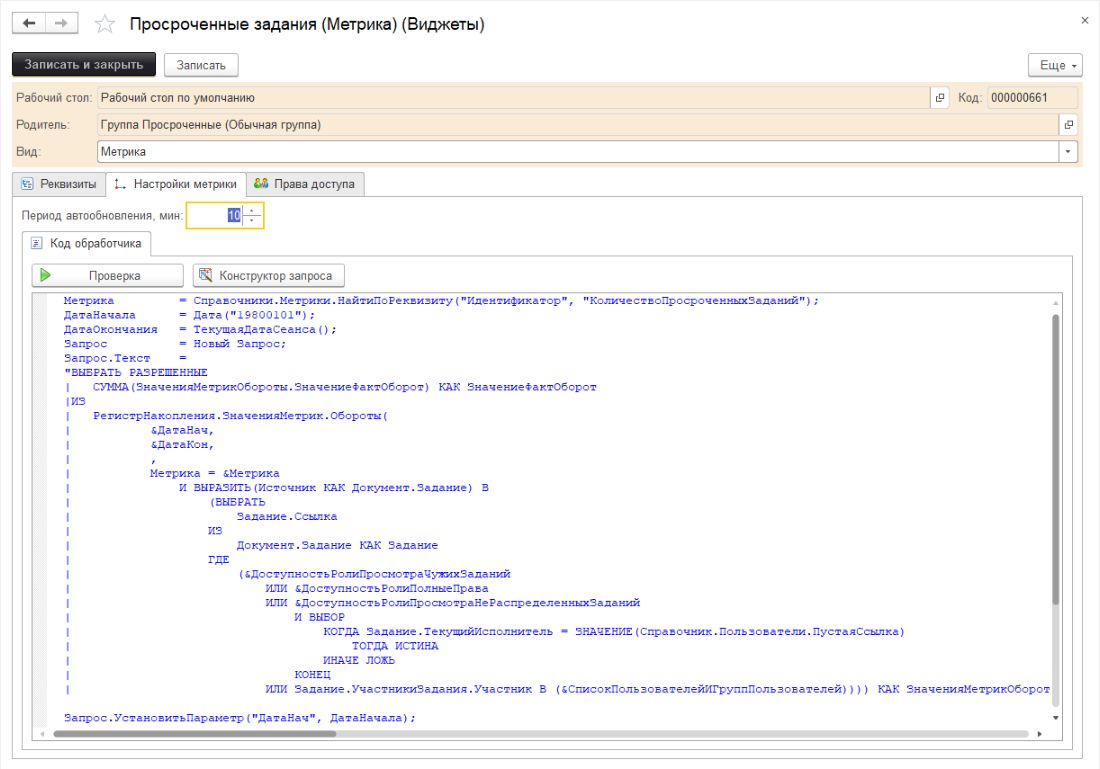 Просроченные задания (Метрика) (Виджеты)
Записать и закрыть Записать Еще
Рабочий стол: Рабочий стол по умолчанию Код: 000000661
Родитель: Группа Просроченные (Обычная группа)
Вид: Метрика
Реквизиты Настройки метрики Права доступа
Период автообновления, мин: 10
Код обработчика
Проверка Конструктор запроса
Метрика = Справочники.Метрики.НайтиПоРеквизиту("Идентификатор", "КоличествоПросроченныхЗаданий");
ДатаНачала = Дата("19800101");
ДатаОкончания = ТекущаяДатаСеанса();
Запрос = Новый Запрос;
Запрос.Текст =
"ВЫБРАТЬ РАЗРЕШЕННЫЕ
| СУММА(ЗначенияМетрикОбороты.ЗначениеФактОборот) КАК ЗначениеФактОборот
|ИЗ
| РегистрНакопления.ЗначенияМетрик.Обороты(
| &ДатаНач,
| &ДатаКон,
| ,
| Метрика = &Метрика
| И ВЫРАЗИТЬ(Источник КАК Документ.Задание) В
| (ВЫБРАТЬ
| Задание.Ссылка
| ИЗ
| Документ.Задание КАК Задание
| ГДЕ
| (&ДоступностьРолиПросмотраЧужихЗаданий
| ИЛИ &ДоступностьРолиПолныеПрава
| ИЛИ &ДоступностьРолиПросмотраНеРаспределенныхЗаданий
| И ВЫБОР
| КОГДА Задание.ТекущийИсполнитель = ЗНАЧЕНИЕ(Справочник.Пользователи.ПустаяСсылка)
| ТОГДА ИСТИНА
| ИНАЧЕ ЛОЖЬ
| КОНЕЦ
| ИЛИ Задание.УчастникиЗадания.Участник В (&СписокПользователейИГруппПользователей)))) КАК ЗначенияМетрикОборот
Запрос.УстановитьПараметр("ДатаНач", ДатаНачала);